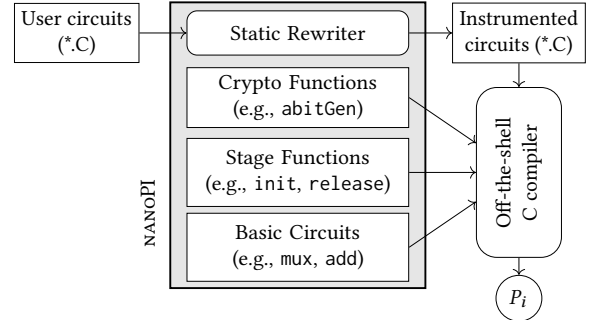 User circuits
(*.C)
Static Rewriter
Instrumented
circuits (*.C)
Crypto Functions
(e.g., abitGen)
Stage Functions
(e.g., init, release)
Basic Circuits
(e.g., mux, add)
NANOPI
Off-the-shell
C compiler
Pi